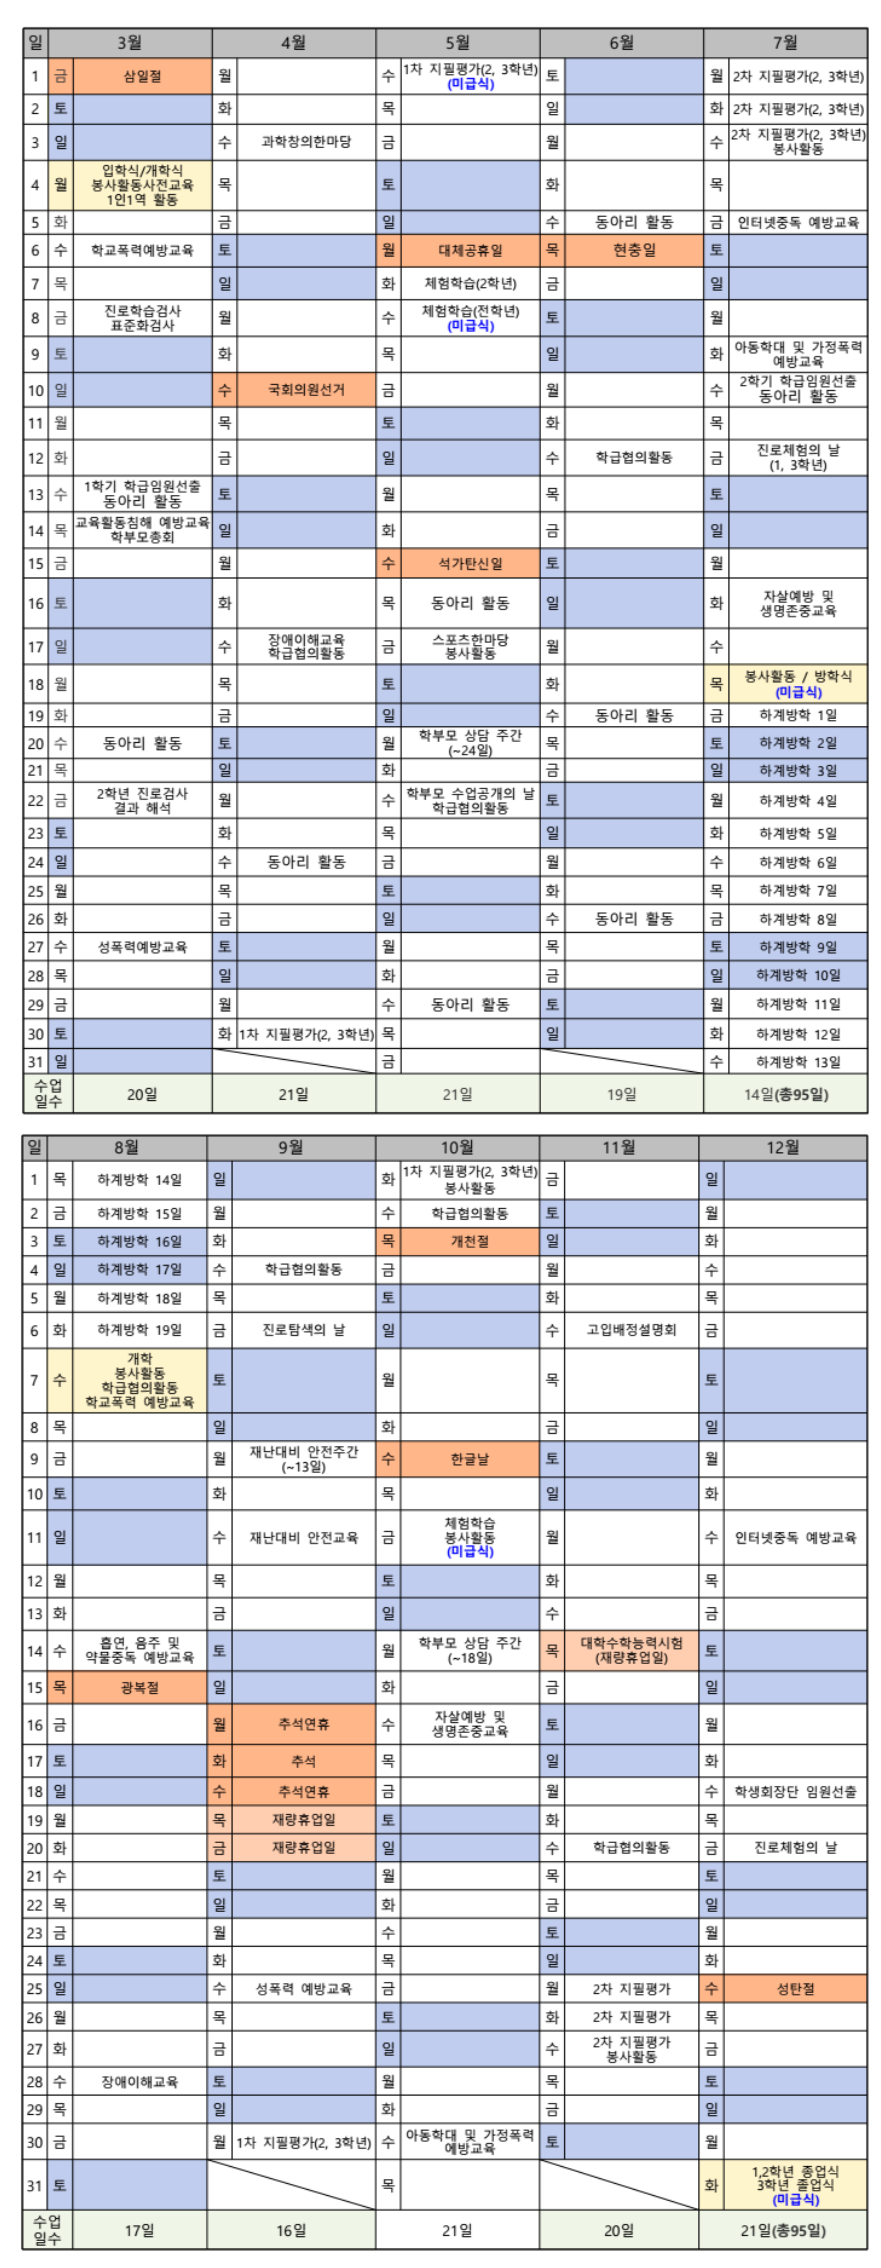 일 3월 4월 5월 6월 7월
1 금 삼일절 월 수 1차 지필평가(2, 3학년) 토 월 2차 지필평가(2, 3학년)
(미급식)
2 토 화 목 일 화 2차 지필평가(2, 3학년)
3 일 수 과학창의한마당 금 월 수 2차 지필평가(2, 3학년)
봉사활동
4 월 입학식/개학식 목 토 화 목
봉사활동사전교육
1인1역 활동
5 화 금 일 수 동아리 활동 금 인터넷중독 예방교육
6 수 학교폭력예방교육 토 월 대체공휴일 목 현충일 토
7 목 일 화 체험학습(2학년) 금 일
8 금 진로학습검사 월 수 체험학습(전학년) 토 월
표준화검사 (미급식)
9 토 화 목 일 화 아동학대 및 가정폭력
예방교육
10 일 수 국회의원선거 금 월 수 2학기 학급임원선출
동아리 활동
11 월 목 토 화 목
12 화 금 일 수 학급협의활동 금 진로체험의 날
(1, 3학년)
13 수 1학기 학급임원선출 토 월 목 토
동아리 활동
14 목 교육활동침해 예방교육 일 화 금 일
학부모총회
15 금 월 수 석가탄신일 토 월
16 토 화 목 동아리 활동 일 화 자살예방 및
생명존중교육
17 일 수 장애이해교육 금 스포츠한마당 월 수
학급협의활동 봉사활동
18 월 목 토 화 목 봉사활동 / 방학식
(미급식)
19 화 금 일 수 동아리 활동 금 하계방학 1일
20 수 동아리 활동 토 월 학부모 상담 주간 목 토 하계방학 2일
(~24일)
21 목 일 화 금 일 하계방학 3일
22 금 2학년 진로검사 월 수 학부모 수업공개의 날 토 월 하계방학 4일
결과 해석 학급협의활동
23 토 화 목 일 화 하계방학 5일
24 일 수 동아리 활동 금 월 수 하계방학 6일
25 월 목 토 화 목 하계방학 7일
26 화 금 일 수 동아리 활동 금 하계방학 8일
27 수 성폭력예방교육 토 월 목 토 하계방학 9일
28 목 일 화 금 일 하계방학 10일
29 금 월 수 동아리 활동 토 월 하계방학 11일
30 토 화 1차 지필평가(2, 3학년) 목 일 화 하계방학 12일
31 일 금 수 하계방학 13일
수업
일수 20일 21일 21일 19일 14일(총95일)
일 8월 9월 10월 11월 12월
1 목 하계방학 14일 일 화 1차 지필평가(2, 3학년) 금 일
봉사활동
2 금 하계방학 15일 월 수 학급협의활동 토 월
3 토 하계방학 16일 화 목 개천절 일 화
4 일 하계방학 17일 수 학급협의활동 금 월 수
5 월 하계방학 18일 목 토 화 목
6 화 하계방학 19일 금 진로탐색의 날 일 수 고입배정설명회 금
7 수 개학 토 월 목 토
봉사활동
학급협의활동
학교폭력 예방교육
8 목 일 화 금 일
9 금 월 재난대비 안전주간 수 한글날 토 월
(~13일)
10 토 화 목 일 화
11 일 수 재난대비 안전교육 금 체험학습 월 수 인터넷중독 예방교육
봉사활동
(미급식)
12 월 목 토 화 목
13 화 금 일 수 금
14 수 흡연, 음주 및 토 월 학부모 상담 주간 목 대학수학능력시험 토
약물중독 예방교육 (~18일) (재량휴업일)
15 목 광복절 일 화 금 일
16 금 월 추석연휴 수 자살예방 및 토 월
생명존중교육
17 토 화 추석 목 일 화
18 일 수 추석연휴 금 월 수 학생회장단 임원선출
19 월 목 재량휴업일 토 화 목
20 화 금 재량휴업일 일 수 학급협의활동 금 진로체험의 날
21 수 토 월 목 토
22 목 일 화 금 일
23 금 월 수 토 월
24 토 화 목 일 화
25 일 수 성폭력 예방교육 금 월 2차 지필평가 수 성탄절
26 월 목 토 화 2차 지필평가 목
27 화 금 일 수 2차 지필평가 금
봉사활동
28 수 장애이해교육 토 월 목 토
29 목 일 화 금 일
30 금 월 1차 지필평가(2, 3학년) 수 아동학대 및 가정폭력 토 월
예방교육
31 토 목 화 1,2학년 종업식
3학년 졸업식
(미급식)
수업
일수 17일 16일 21일 20일 21일(총95일)